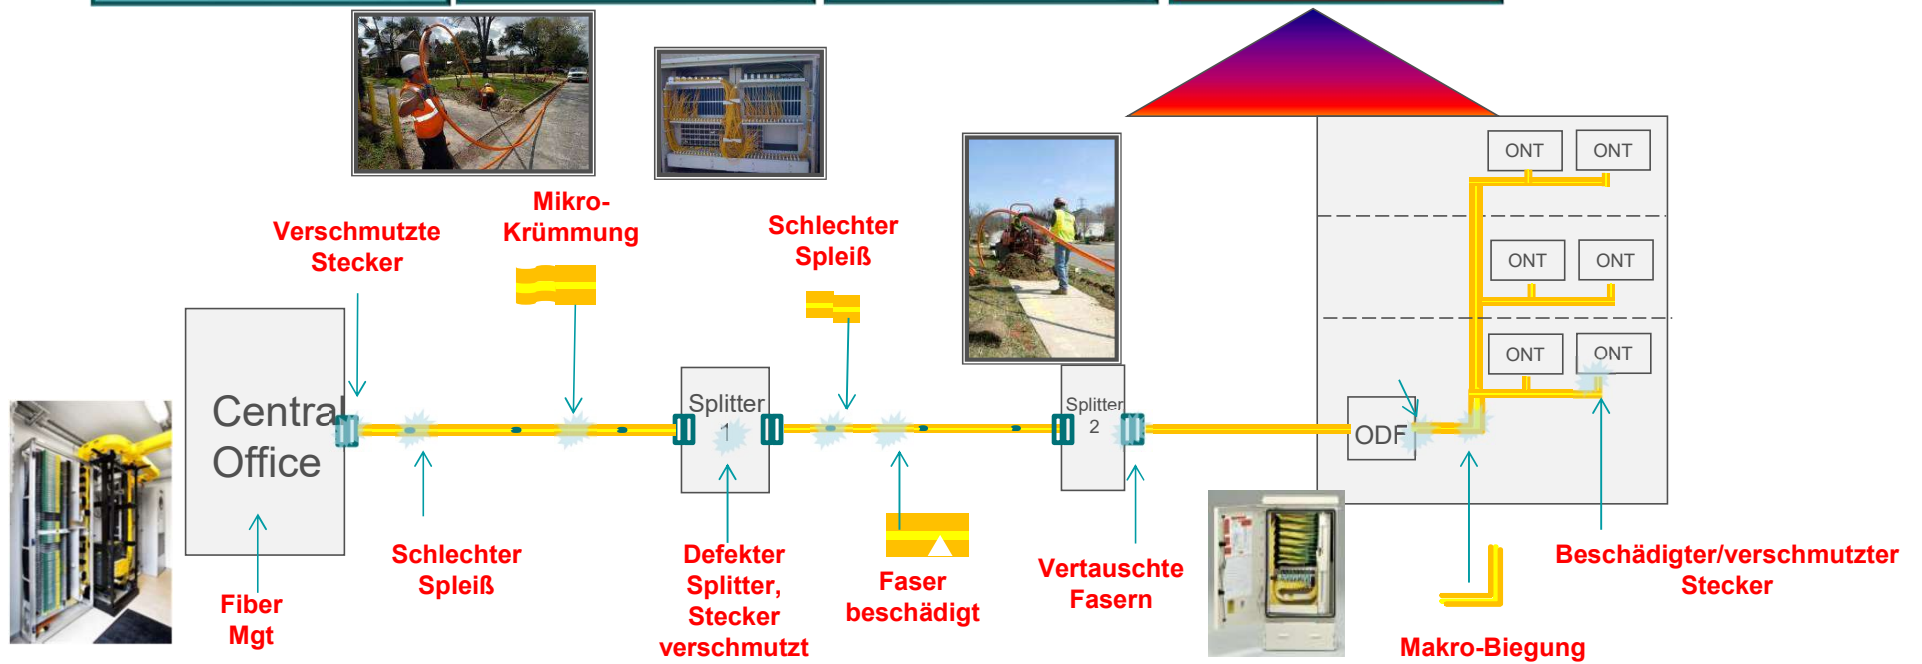 ONT
ONT
Mikro-
Krümmung
Verschmutzte
Stecker
Schlechter
Spleiß
ONT
ONT
ONT
ONT
Central
Office
Splitter
1
Splitter
2
ODF
Schlechter
Spleiß
Defekter
Splitter,
Stecker
verschmutzt
Faser
beschädigt
Vertauschte
Fasern
Beschädigter/verschmutzter
Stecker
Fiber
Mgt
Makro-Biegung